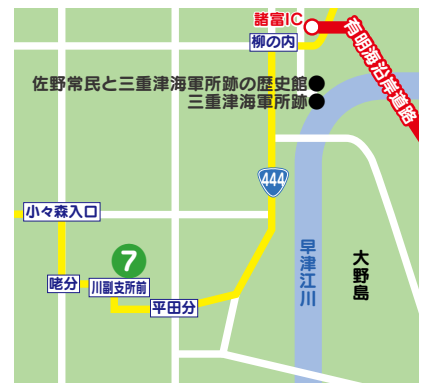 諸富IC
柳の内
有明海沿岸道路
佐野常民と三重津海軍所跡の歴史館●
三重津海軍所跡●
444
小々森入口
早津江川
大野島
7
咾分
川副支所前
平田分